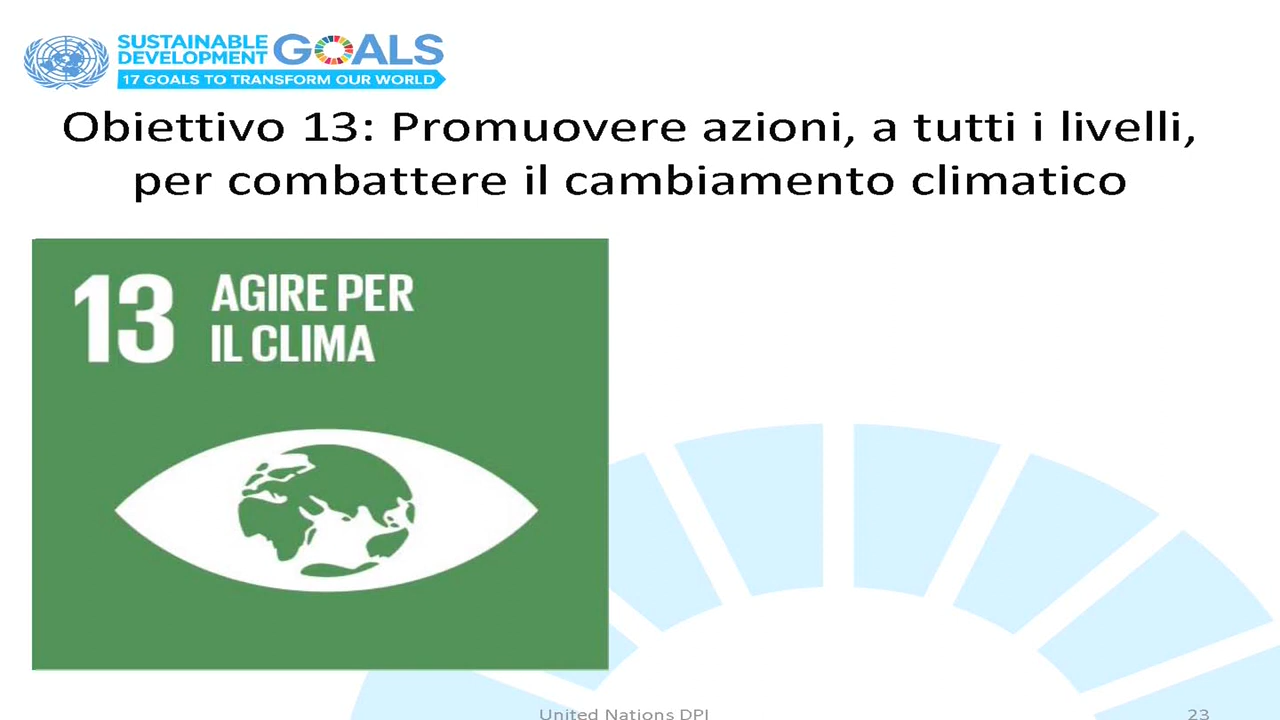 SUSTAINABLE
DEVELOPMENT GOALS
17 GOALS TO TRANSFORM OUR WORLD
Obiettivo 13: Promuovere azioni, a tutti i livelli,
per combattere il cambiamento climatico
13 AGIRE PER
IL CLIMA
United Nations DPI
23